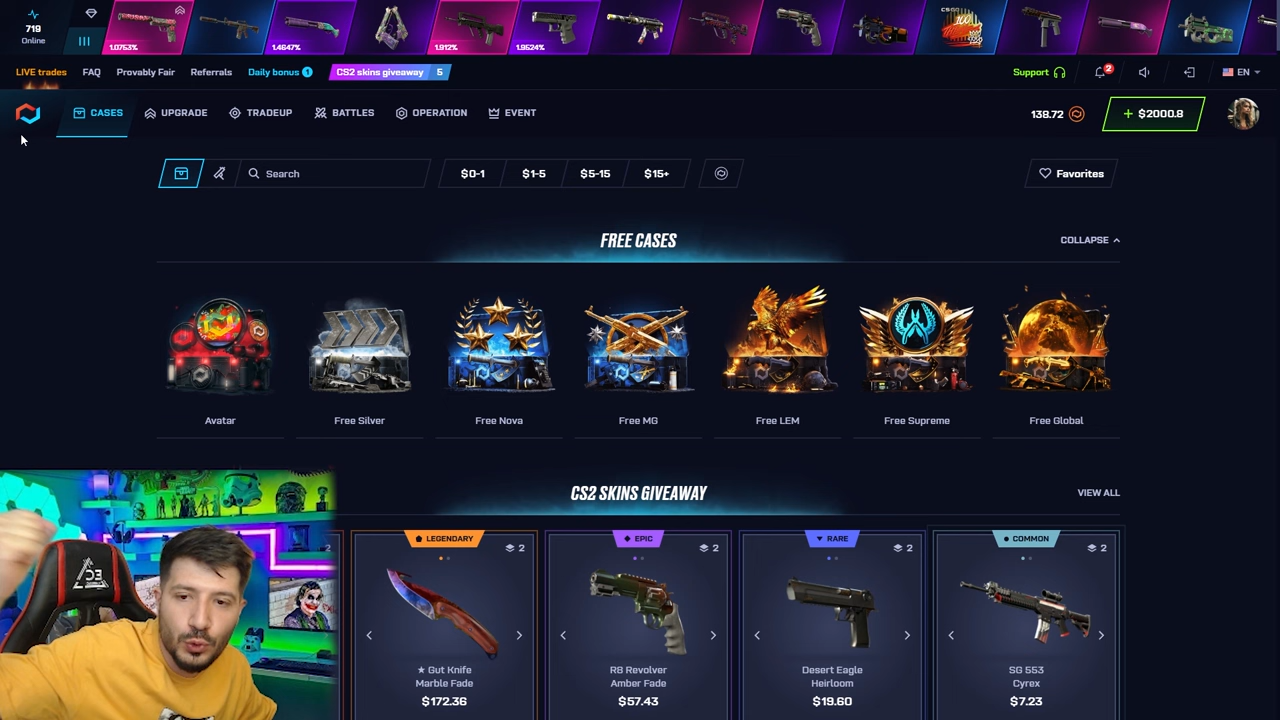 719
Online
1.0753%
1.4647%
1.912%
1.9524%
LIVE trades
FAQ
Provably Fair
Referrals
Daily bonus 1
CS2 skins giveaway 5
Support
2
EN
CASES
UPGRADE
TRADEUP
BATTLES
OPERATION
EVENT
138.72
+ $2000.8
Search
$0-1
$1-5
$5-15
$15+
Favorites
FREE CASES
COLLAPSE
Avatar
Free Silver
Free Nova
Free MG
Free LEM
Free Supreme
Free Global
CS2 SKINS GIVEAWAY
VIEW ALL
2
LEGENDARY
2
EPIC
2
RARE
2
COMMON
2
★ Gut Knife
Marble Fade
$172.36
R8 Revolver
Amber Fade
$57.43
Desert Eagle
Heirloom
$19.60
SG 553
Cyrex
$7.23